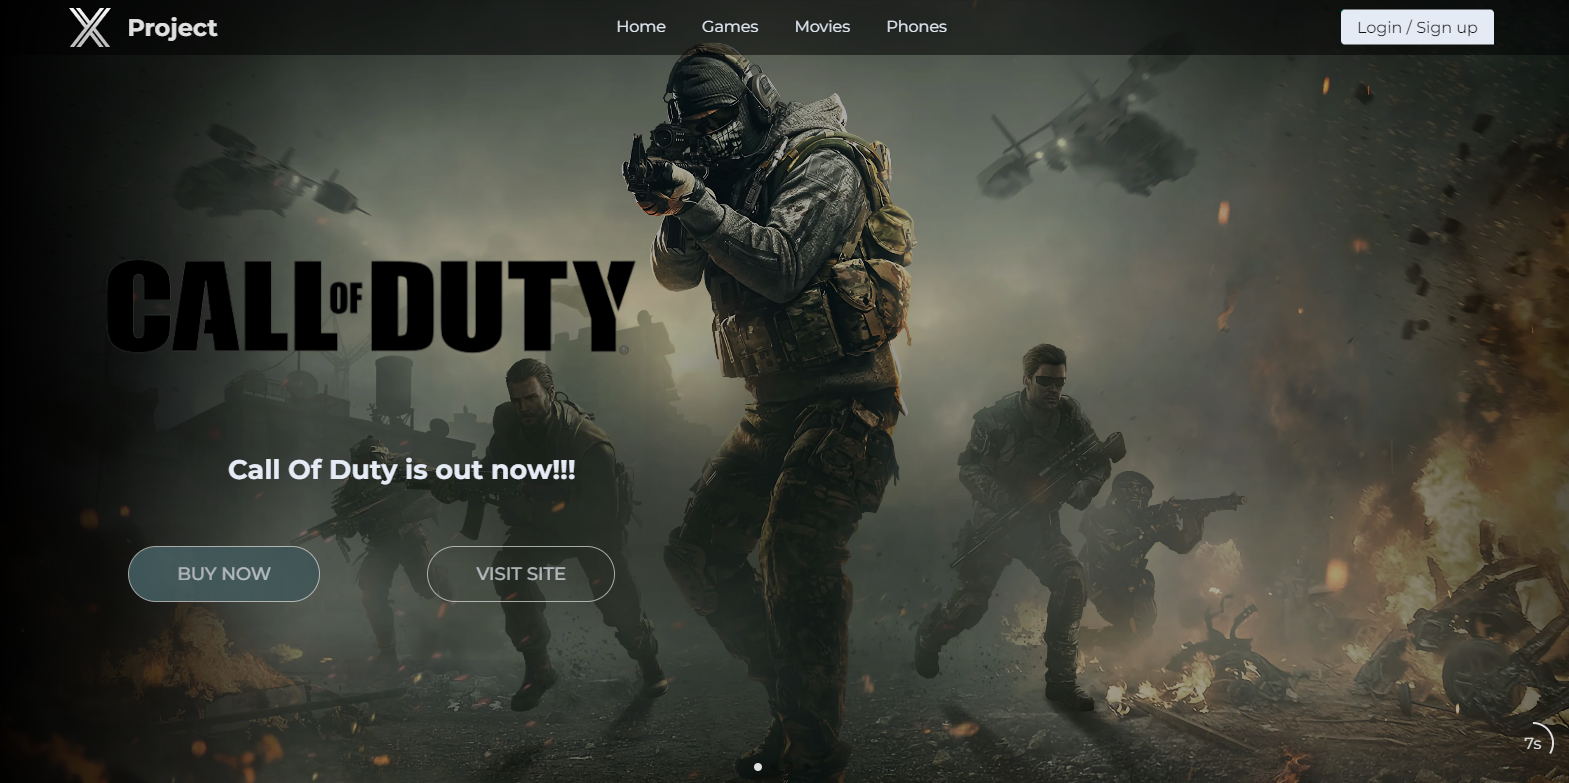 X Project
Home Games Movies Phones
Login / Sign up
CALL OF DUTY
Call Of Duty is out now!!!
BUY NOW
VISIT SITE
7s